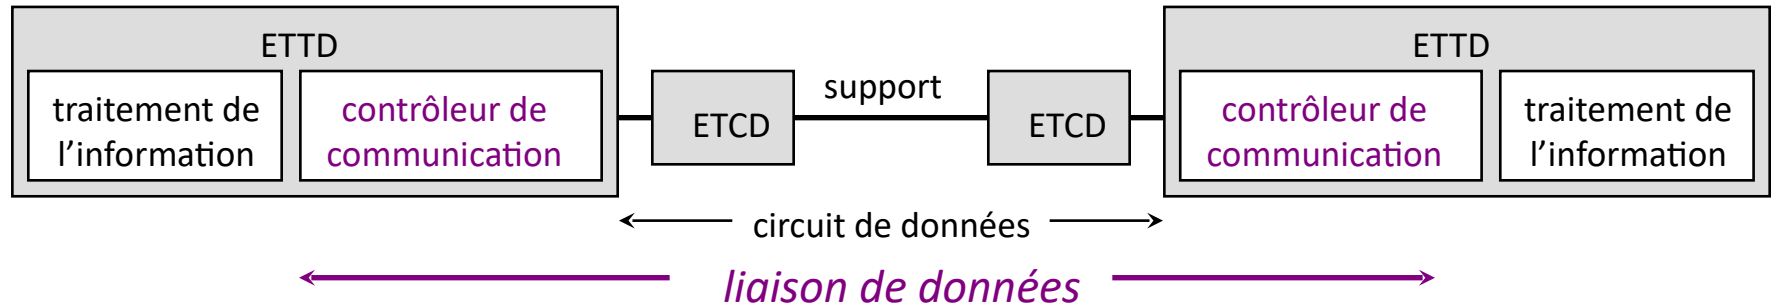 ETTD
traitement de
l’information
contrôleur de
communication
ETCD
support
ETCD
ETTD
contrôleur de
communication
traitement de
l’information
circuit de données
liaison de données